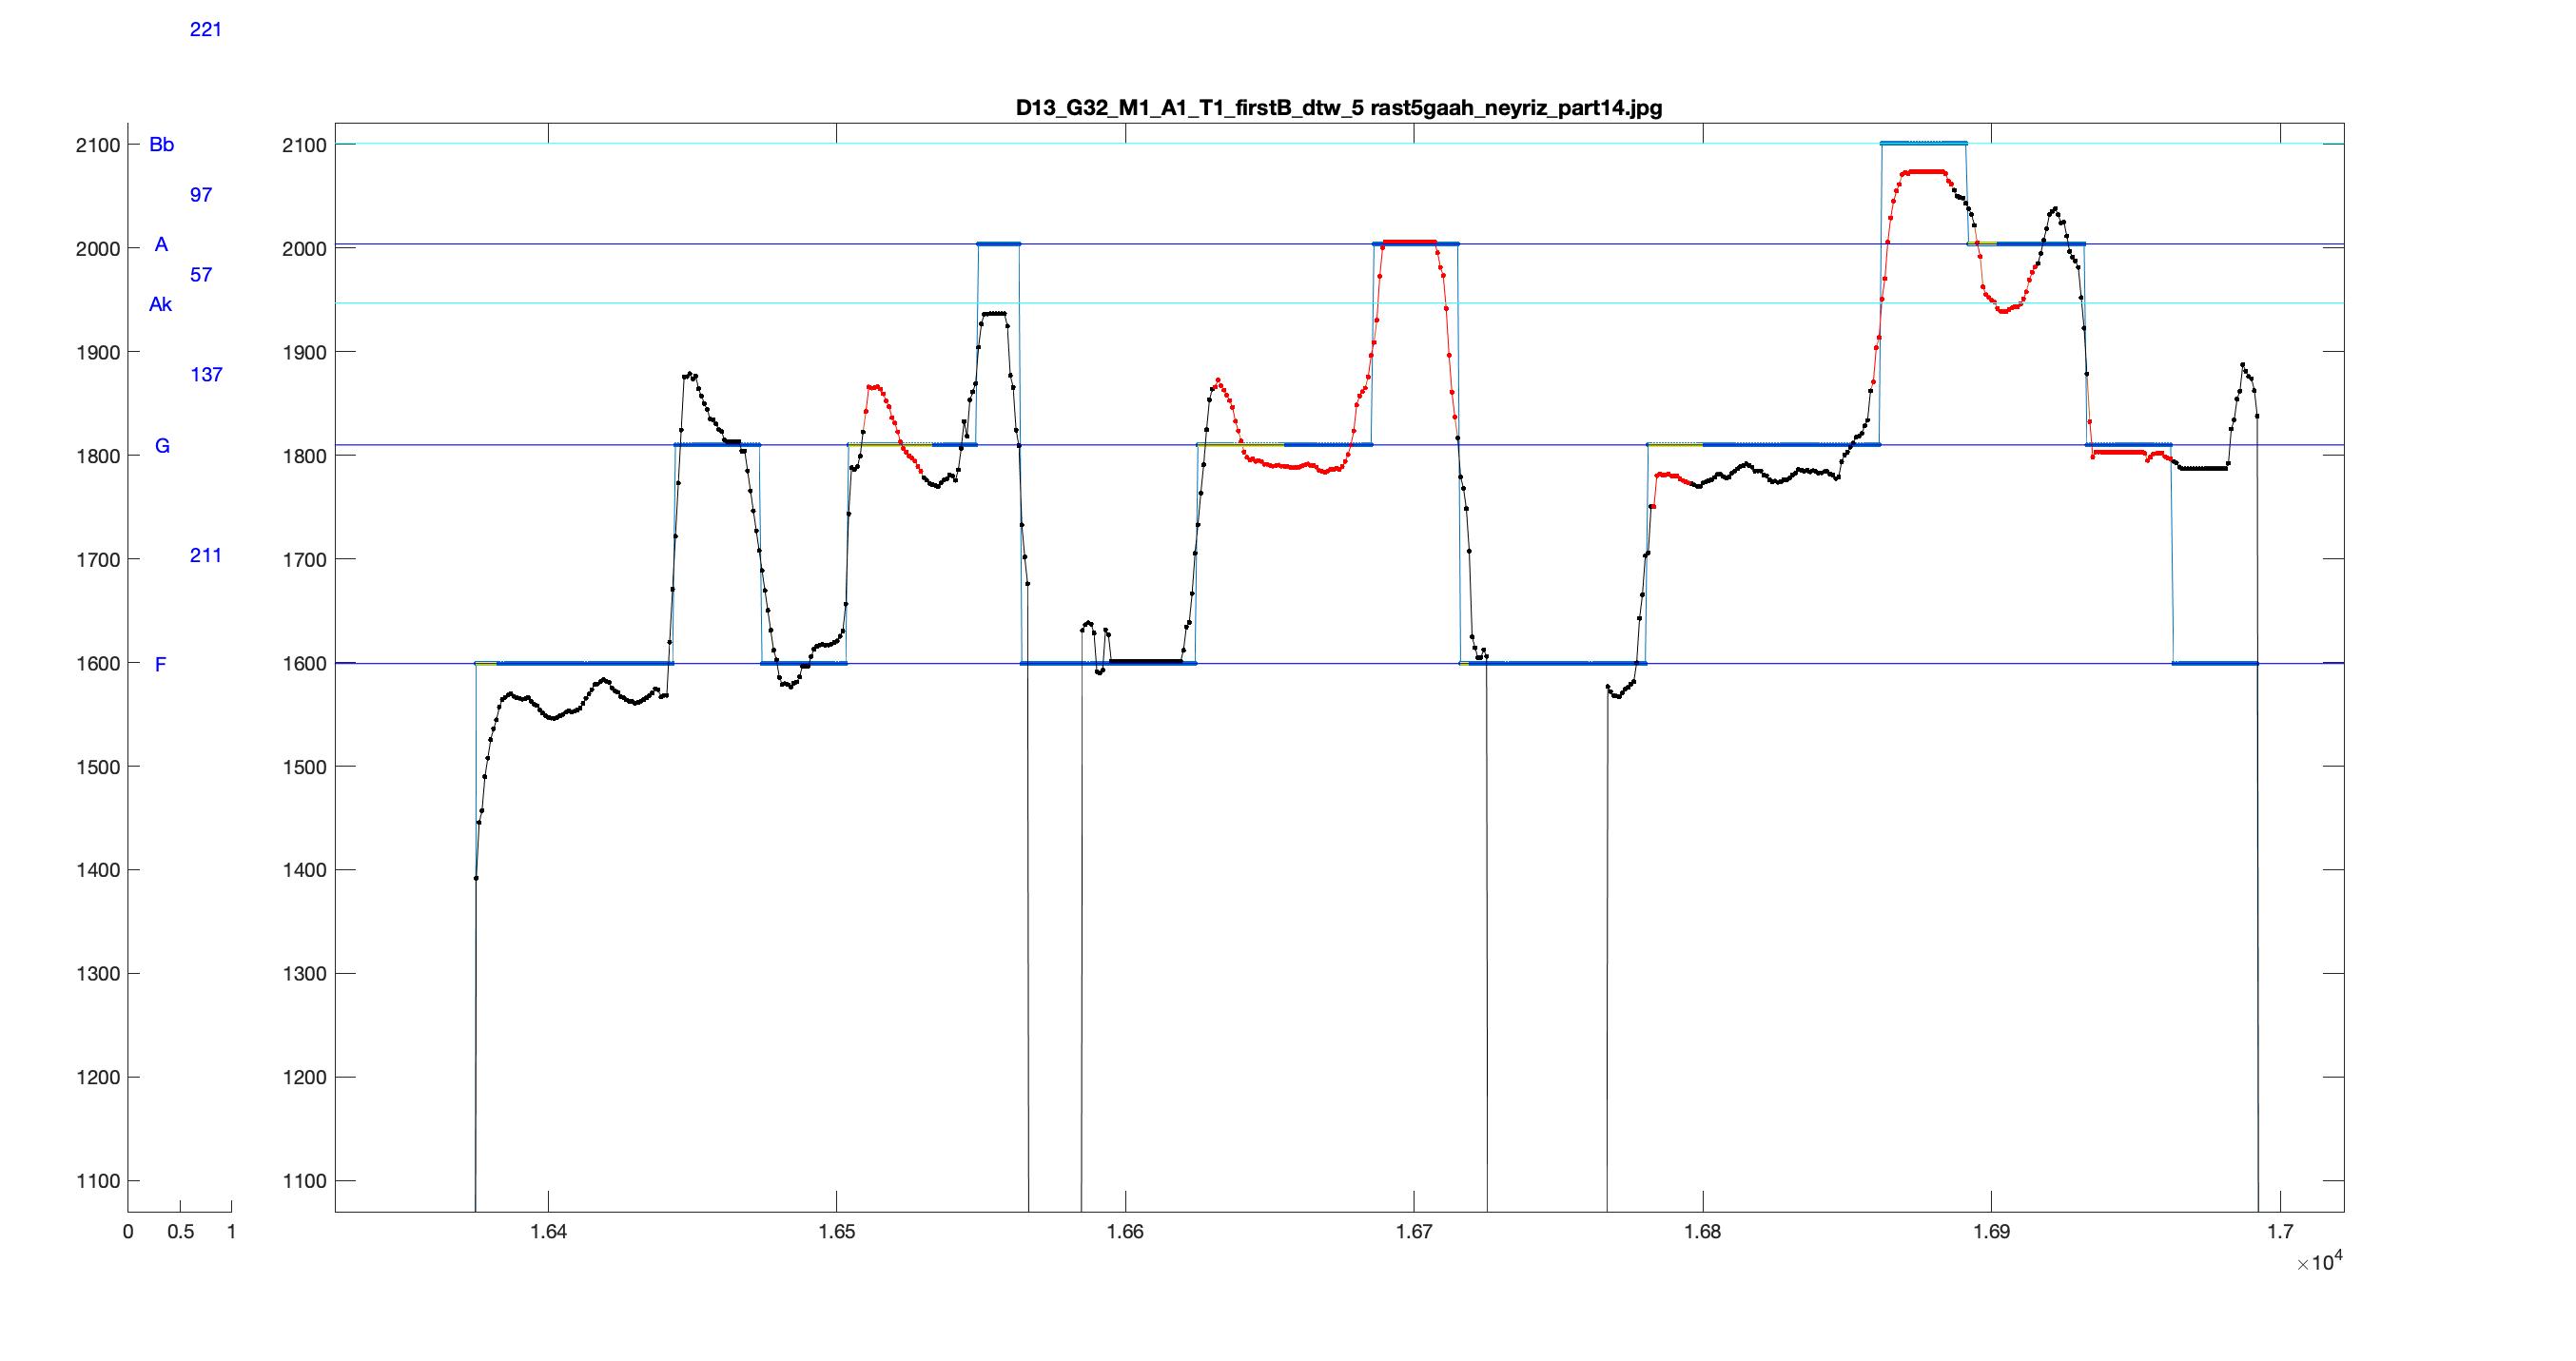 221
D13_G32_M1_A1_T1_firstB_dtw_5 rast5gaah_neyriz_part14.jpg
2100 Bb 2100
97
2000 A 2000
57
Ak
1900 1900
137
1800 G 1800
1700 211 1700
1600 F 1600
1500 1500
1400 1400
1300 1300
1200 1200
1100 1100
0 0.5 1 1.64 1.65 1.66 1.67 1.68 1.69 1.7
×10⁴